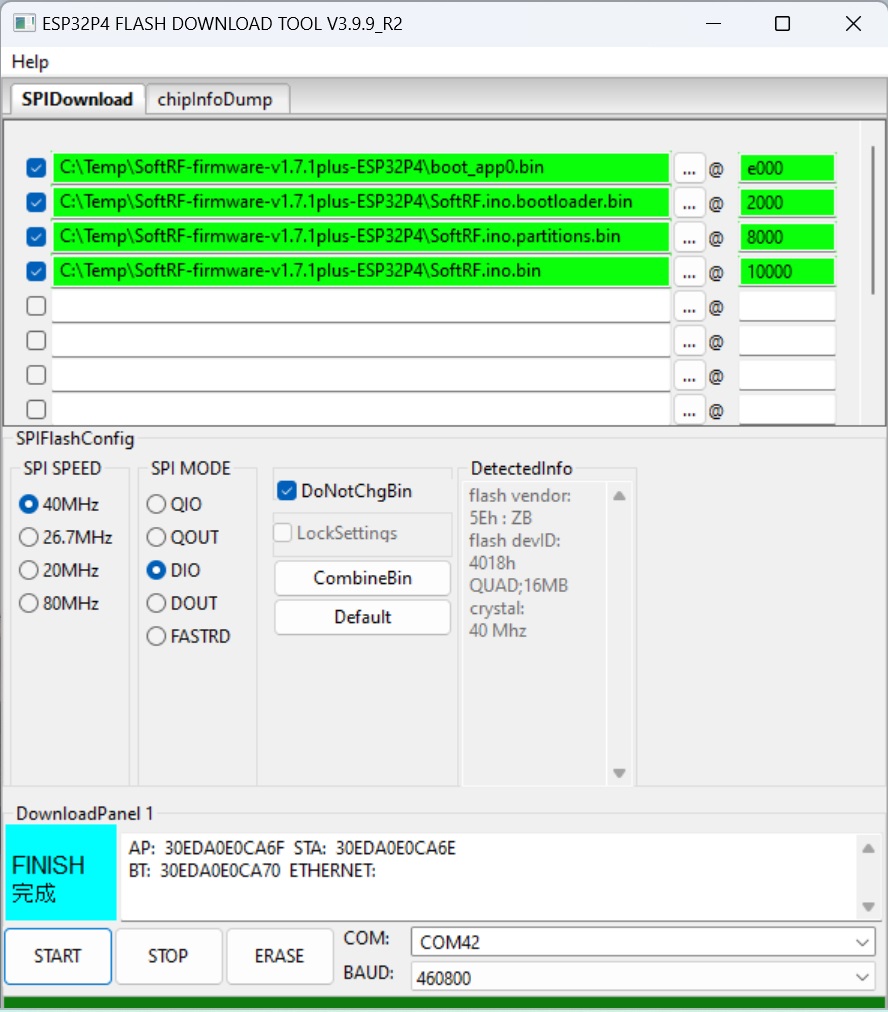 ESP32P4 FLASH DOWNLOAD TOOL V3.9.9_R2
Help
SPIDownload chipInfoDump
C:\Temp\SoftRF-firmware-v1.7.1plus-ESP32P4\boot_app0.bin ... @ e000
C:\Temp\SoftRF-firmware-v1.7.1plus-ESP32P4\SoftRF.ino.bootloader.bin ... @ 2000
C:\Temp\SoftRF-firmware-v1.7.1plus-ESP32P4\SoftRF.ino.partitions.bin ... @ 8000
C:\Temp\SoftRF-firmware-v1.7.1plus-ESP32P4\SoftRF.ino.bin ... @ 10000
... @
... @
... @
... @
SPIFlashConfig
SPI SPEED
40MHz
26.7MHz
20MHz
80MHz
SPI MODE
QIO
QOUT
DIO
DOUT
FASTRD
DoNotChgBin
LockSettings
CombineBin
Default
DetectedInfo
flash vendor:
5Eh : ZB
flash devID:
4018h
QUAD;16MB
crystal:
40 Mhz
DownloadPanel 1
FINISH
完成
AP: 30EDA0E0CA6F STA: 30EDA0E0CA6E
BT: 30EDA0E0CA70 ETHERNET:
START STOP ERASE
COM: COM42
BAUD: 460800